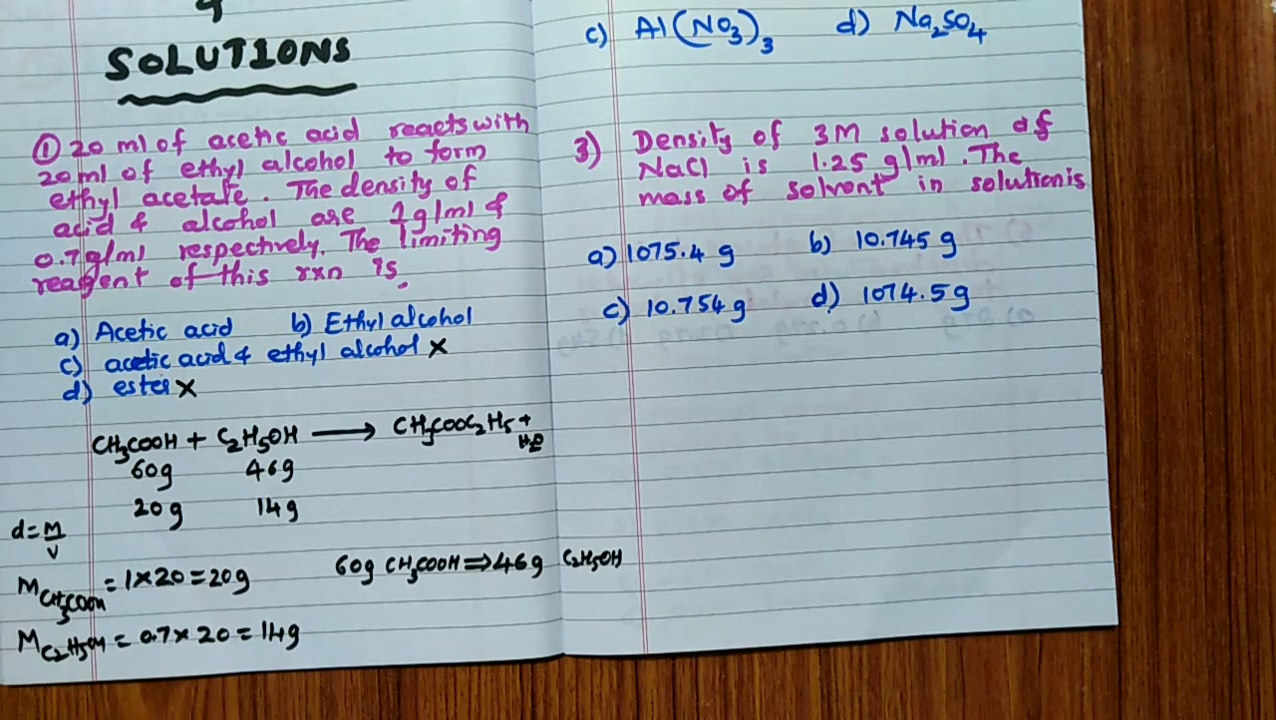 SOLUTIONS
① 20 ml of acetic acid reacts with
20 ml of ethyl alcohol to form
ethyl acetate. The density of
acid & alcohol are 1g/ml &
0.7g/ml respectively. The limiting
reagent of this rxn is.
a) Acetic acid b) Ethyl alcohol
c) acetic acid & ethyl alcohol X
d) ester X
CH₃COOH + C₂H₅OH ⟶ CH₃COOC₂H₅ +
H₂O
60g 46g
20g 14g
d = M/V
M CH₃COOH = 1×20 = 20g
60g CH₃COOH ⇒ 46g C₂H₅OH
M C₂H₅OH = 0.7×20 = 14g
c) Al(NO₃)₃ d) Na₂SO₄
3) Density of 3M solution of
NaCl is 1.25 g/ml. The
mass of solvent in solution is
a) 1075.4 g b) 10.745 g
c) 10.754 g d) 1074.5 g